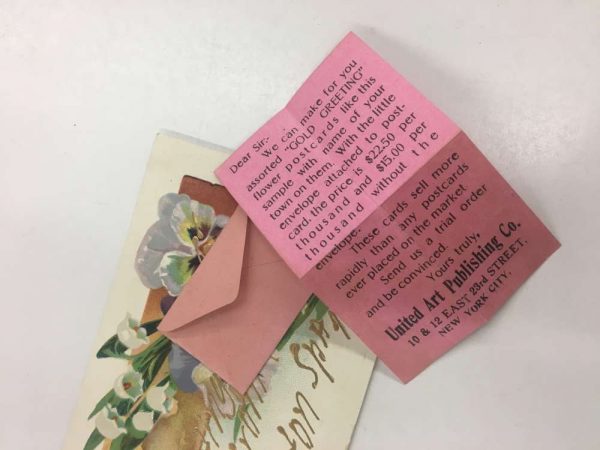 Dear Sir:-
We can make for you
assorted "GOLD GREETING"
flower postcards like this
sample with name of your
town on them. With the little
envelope attached to post-
card, the price is $22.50 per
thousand and $15.00 per
thousand without the
envelope.
These cards sell more
rapidly than any postcards
ever placed on the market.
Send us a trial order
and be convinced.
Yours truly,
United Art Publishing Co.
10 & 12 EAST 23rd STREET,
NEW YORK CITY.